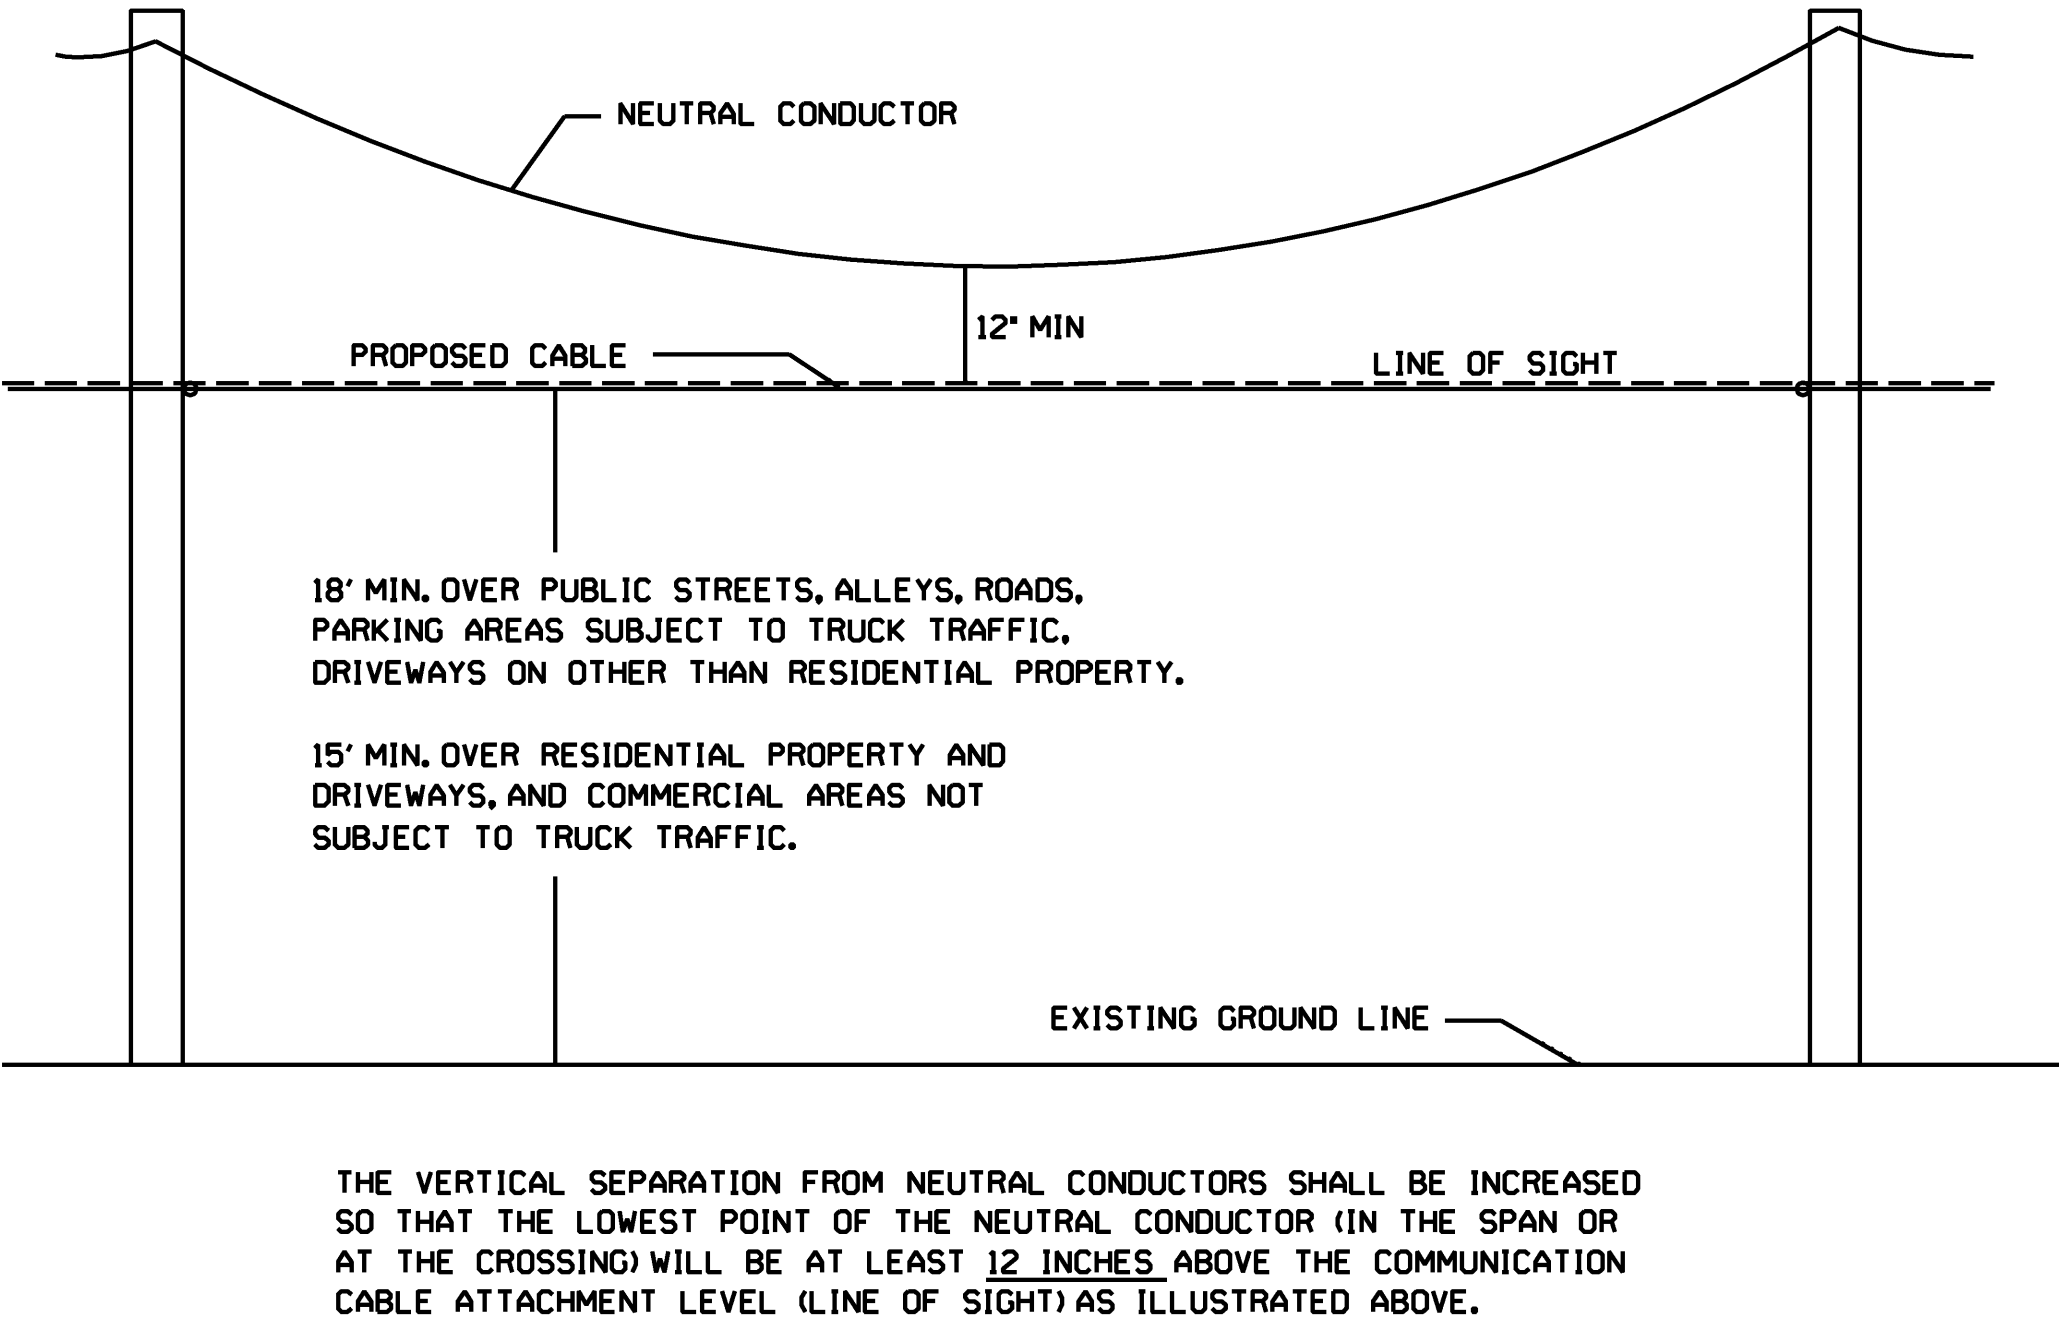 NEUTRAL CONDUCTOR
12" MIN
PROPOSED CABLE
LINE OF SIGHT
18' MIN. OVER PUBLIC STREETS, ALLEYS, ROADS,
PARKING AREAS SUBJECT TO TRUCK TRAFFIC,
DRIVEWAYS ON OTHER THAN RESIDENTIAL PROPERTY.
15' MIN. OVER RESIDENTIAL PROPERTY AND
DRIVEWAYS, AND COMMERCIAL AREAS NOT
SUBJECT TO TRUCK TRAFFIC.
EXISTING GROUND LINE
THE VERTICAL SEPARATION FROM NEUTRAL CONDUCTORS SHALL BE INCREASED
SO THAT THE LOWEST POINT OF THE NEUTRAL CONDUCTOR (IN THE SPAN OR
AT THE CROSSING) WILL BE AT LEAST 12 INCHES ABOVE THE COMMUNICATION
CABLE ATTACHMENT LEVEL (LINE OF SIGHT) AS ILLUSTRATED ABOVE.